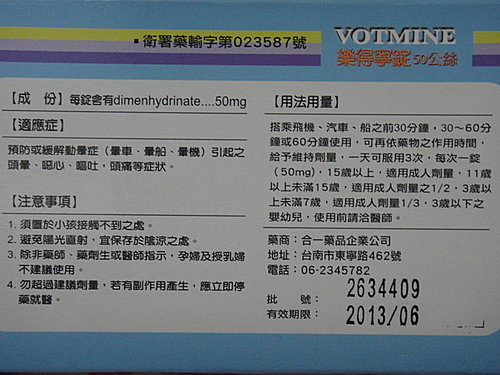 ▪衛署藥輸字第023587號
VOTMINE
樂得寧錠50公絲
【成 份】每錠含有dimenhydrinate....50mg
【適應症】
預防或緩解動暈症（暈車、暈船、暈機）引起之
頭暈、噁心、嘔吐，頭痛等症狀。
【注意事項】
1. 須置於小孩接觸不到之處。
2. 避免陽光直射，宜保存於陰涼之處。
3. 除非藥師、藥劑生或醫師指示，孕婦及授乳婦
不建議使用。
4. 勿超過建議劑量，若有副作用產生，應立即停
藥就醫。
【用法用量】
搭乘飛機、汽車、船之前30分鐘，30～60分
鐘或60分鐘使用，可再依藥物之作用時間，
給予維持劑量，一天可服用3次，每次一錠
（50mg），15歲以上，適用成人劑量，11歲
以上未滿15歲，適用成人劑量之1/2，3歲以
上未滿7歲，適用成人劑量1/3，3歲以下之
嬰幼兒，使用前請洽醫師。
藥商：合一藥品企業公司
地址：台南市東寧路462號
電話：06-2345782
批 號： 2634409
有效期限： 2013/06